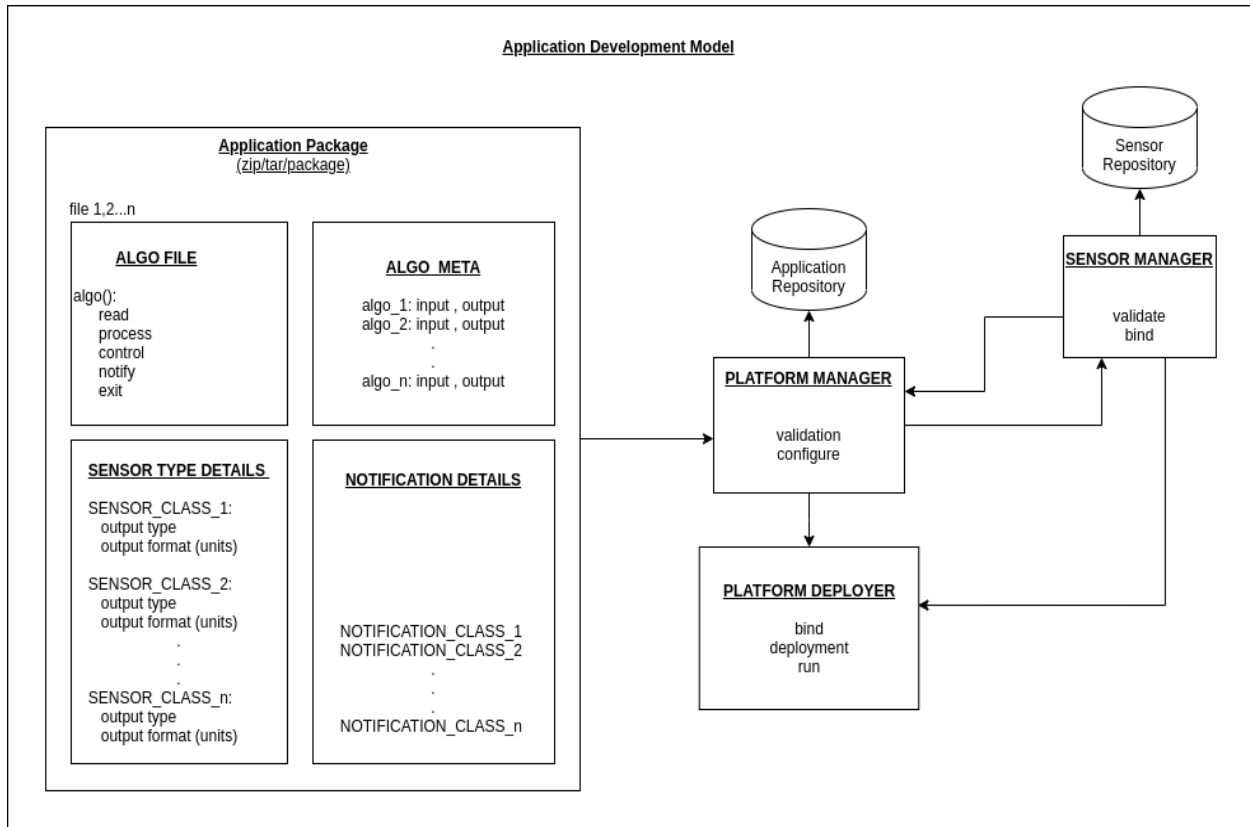 Application Development Model
Application Package
(zip/tar/package)
file 1,2...n
ALGO FILE
algo():
read
process
control
notify
exit
ALGO META
algo_1: input , output
algo_2: input , output
.
.
algo_n: input , output
SENSOR TYPE DETAILS
SENSOR_CLASS_1:
output type
output format (units)
SENSOR_CLASS_2:
output type
output format (units)
.
.
.
SENSOR_CLASS_n:
output type
output format (units)
NOTIFICATION DETAILS
NOTIFICATION_CLASS_1
NOTIFICATION_CLASS_2
.
.
.
NOTIFICATION_CLASS_n
Application
Repository
PLATFORM MANAGER
validation
configure
Sensor
Repository
SENSOR MANAGER
validate
bind
PLATFORM DEPLOYER
bind
deployment
run